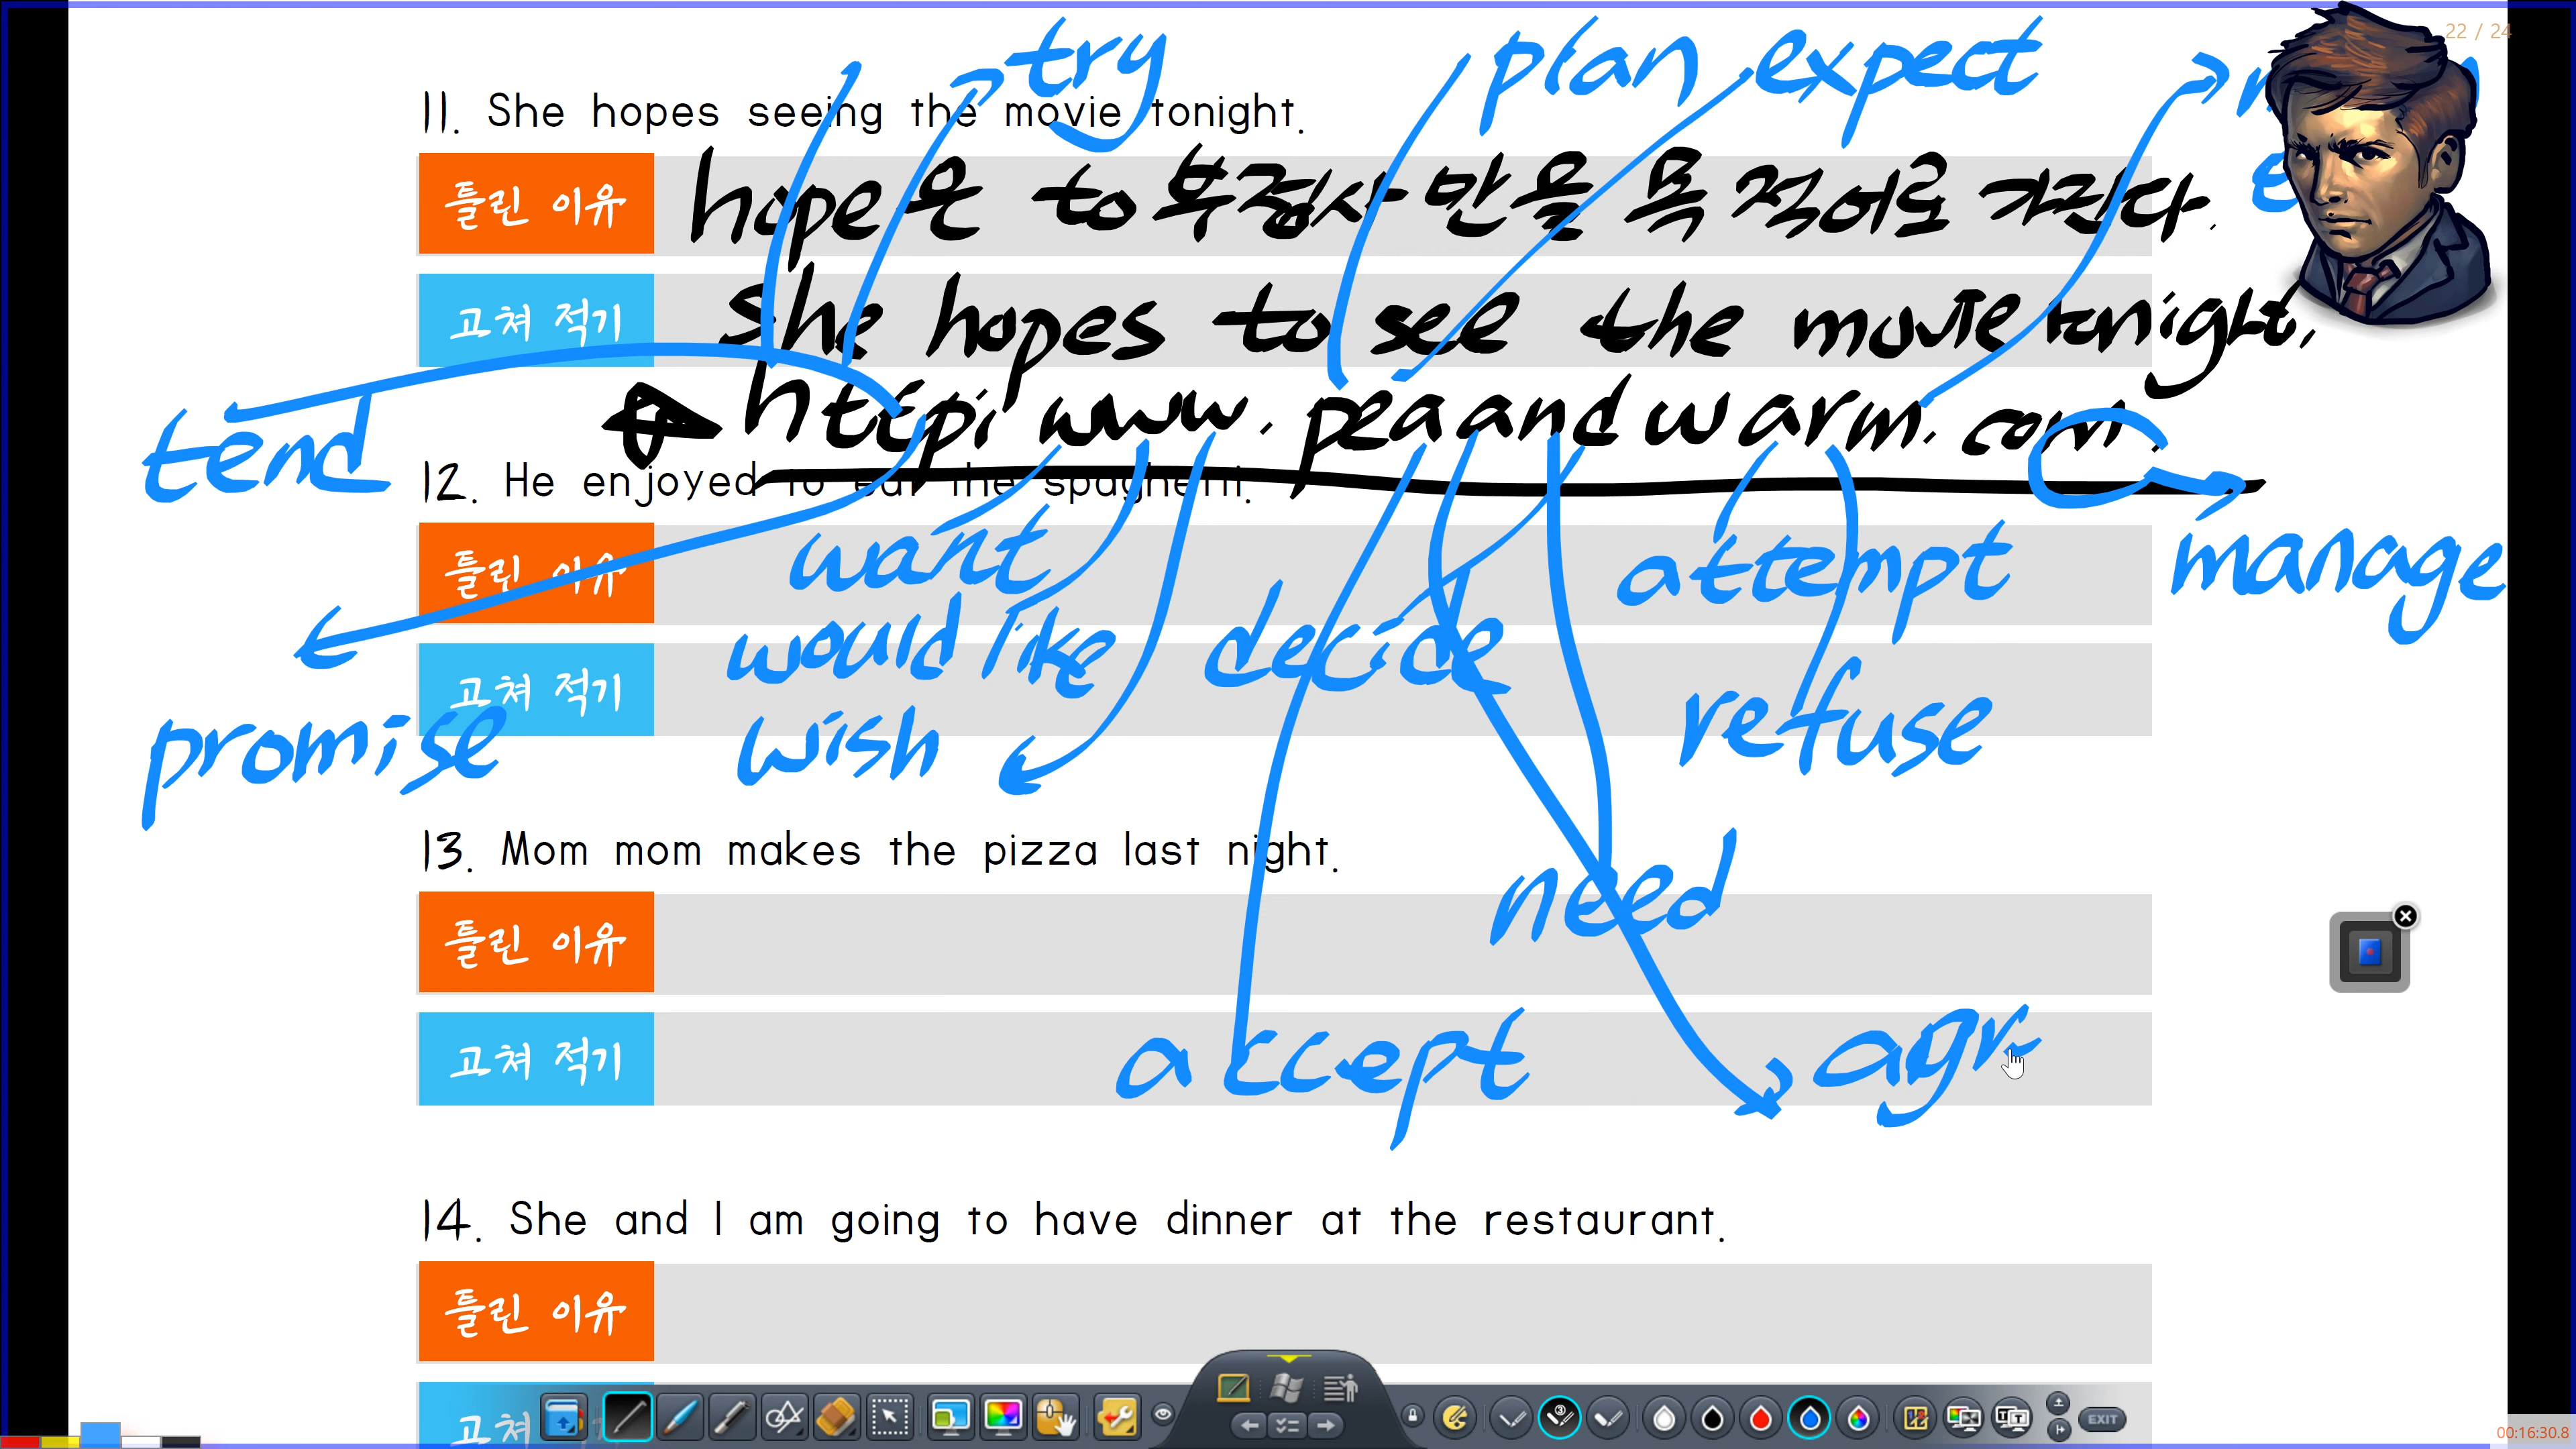 22 / 24
try
plan expect
11. She hopes seeing the movie tonight.
틀린 이유
hope은 to 부정사 만을 목적어로 가진다.
고쳐 적기
She hopes to see the movie tonight.
http; www. peaandwarm. com.
tend
12. He enjoyed to eat the spaghetti.
틀린 이유
want
attempt
manage
would like
decide
고쳐 적기
promise
wish
refuse
13. Mom mom makes the pizza last night.
need
틀린 이유
고쳐 적기
accept
agr
14. She and I am going to have dinner at the restaurant.
틀린 이유
고쳐
EXIT
00:16:30.8